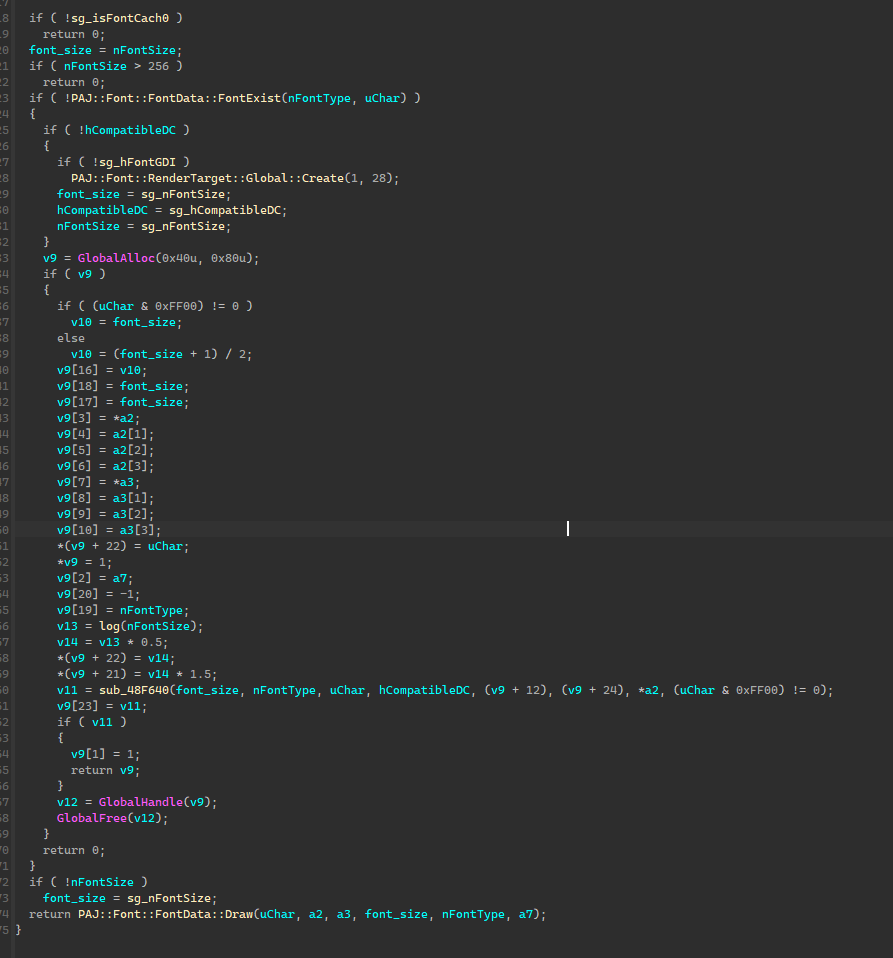 7
8 if ( !sg_isFontCach0 )
9 return 0;
20 font_size = nFontSize;
21 if ( nFontSize > 256 )
22 return 0;
23 if ( !PAJ::Font::FontData::FontExist(nFontType, uChar) )
24 {
25 if ( !hCompatibleDC )
26 {
27 if ( !sg_hFontGDI )
28 PAJ::Font::RenderTarget::Global::Create(1, 28);
29 font_size = sg_nFontSize;
30 hCompatibleDC = sg_hCompatibleDC;
31 nFontSize = sg_nFontSize;
32 }
33 v9 = GlobalAlloc(0x40u, 0x80u);
34 if ( v9 )
35 {
36 if ( (uChar & 0xFF00) != 0 )
37 v10 = font_size;
38 else
39 v10 = (font_size + 1) / 2;
40 v9[16] = v10;
41 v9[18] = font_size;
42 v9[17] = font_size;
43 v9[3] = *a2;
44 v9[4] = a2[1];
45 v9[5] = a2[2];
46 v9[6] = a2[3];
47 v9[7] = *a3;
48 v9[8] = a3[1];
49 v9[9] = a3[2];
50 v9[10] = a3[3];
51 *(v9 + 22) = uChar;
52 *v9 = 1;
53 v9[2] = a7;
54 v9[20] = -1;
55 v9[19] = nFontType;
56 v13 = log(nFontSize);
57 v14 = v13 * 0.5;
58 *(v9 + 22) = v14;
59 *(v9 + 21) = v14 * 1.5;
60 v11 = sub_48F640(font_size, nFontType, uChar, hCompatibleDC, (v9 + 12), (v9 + 24), *a2, (uChar & 0xFF00) != 0);
61 v9[23] = v11;
62 if ( v11 )
63 {
64 v9[1] = 1;
65 return v9;
66 }
67 v12 = GlobalHandle(v9);
68 GlobalFree(v12);
69 }
70 return 0;
71 }
72 if ( !nFontSize )
73 font_size = sg_nFontSize;
74 return PAJ::Font::FontData::Draw(uChar, a2, a3, font_size, nFontType, a7);
75 }